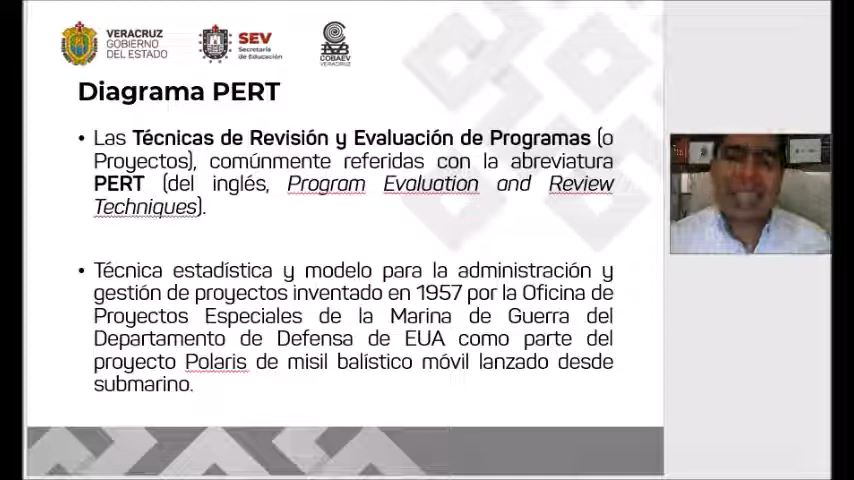 VERACRUZ
GOBIERNO
DEL ESTADO
SEV
Secretaría
de Educación
COBAEV
VERACRUZ
Diagrama PERT
• Las Técnicas de Revisión y Evaluación de Programas (o
Proyectos), comúnmente referidas con la abreviatura
PERT (del inglés, Program Evaluation and Review
Techniques).
• Técnica estadística y modelo para la administración y
gestión de proyectos inventado en 1957 por la Oficina de
Proyectos Especiales de la Marina de Guerra del
Departamento de Defensa de EUA como parte del
proyecto Polaris de misil balístico móvil lanzado desde
submarino.